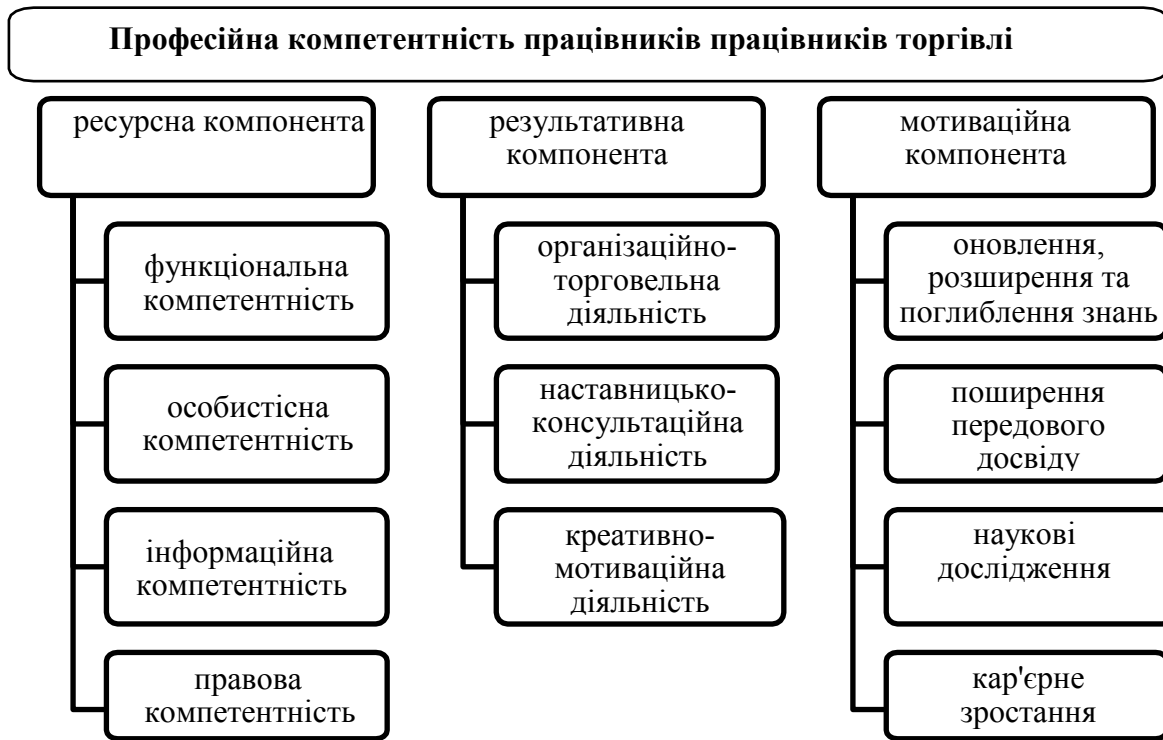 Професійна компетентність працівників працівників торгівлі
ресурсна компонента
функціональна
компетентність
особистісна
компетентність
інформаційна
компетентність
правова
компетентність
результативна
компонента
організаційно-
торговельна
діяльність
наставницько-
консультаційна
діяльність
креативно-
мотиваційна
діяльність
мотиваційна
компонента
оновлення,
розширення та
поглиблення знань
поширення
передового
досвіду
наукові
дослідження
кар'єрне
зростання